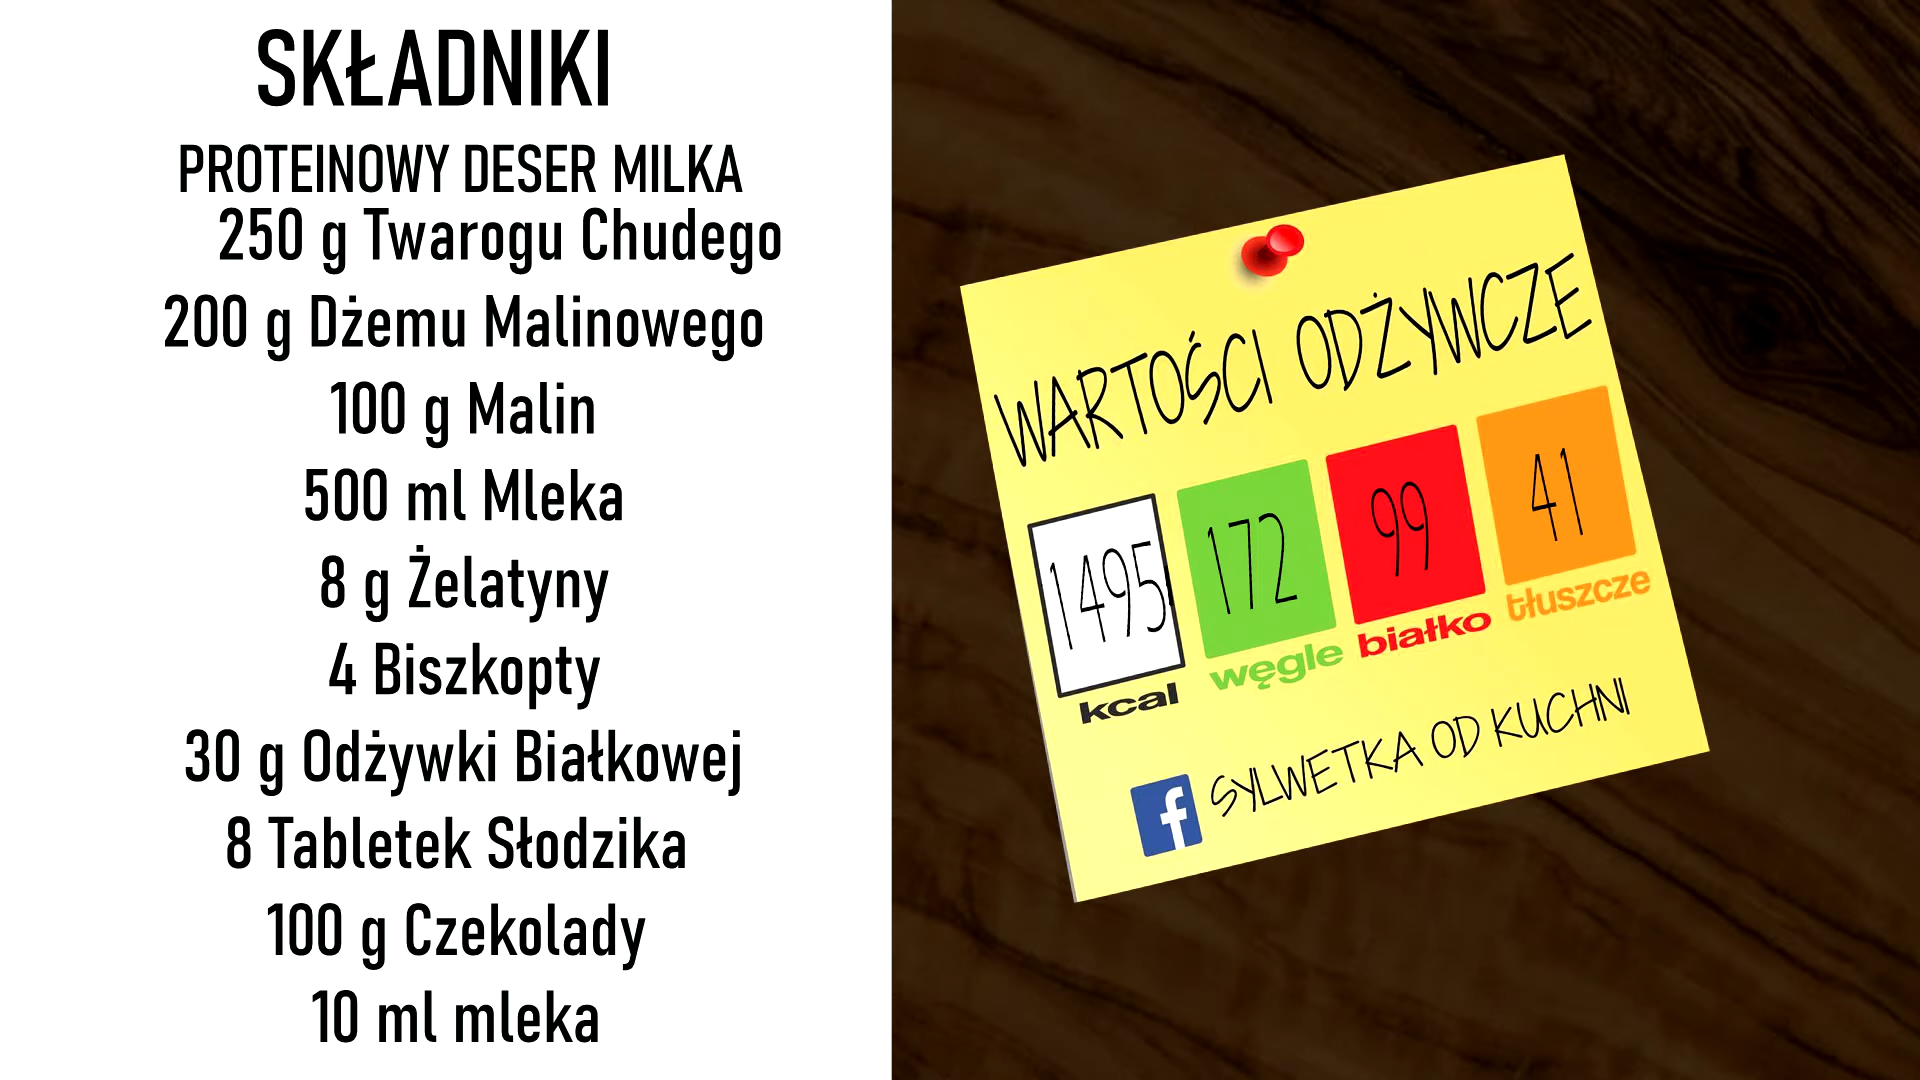 SKŁADNIKI
PROTEINOWY DESER MILKA
250 g Twarogu Chudego
200 g Dżemu Malinowego
100 g Malin
500 ml Mleka
8 g Żelatyny
4 Biszkopty
30 g Odżywki Białkowej
8 Tabletek Słodzika
100 g Czekolady
10 ml mleka
WARTOŚCI ODŻYWCZE
1495 172 99 41
kcal węgle białko tłuszcze
f SYLWETKA OD KUCHNI